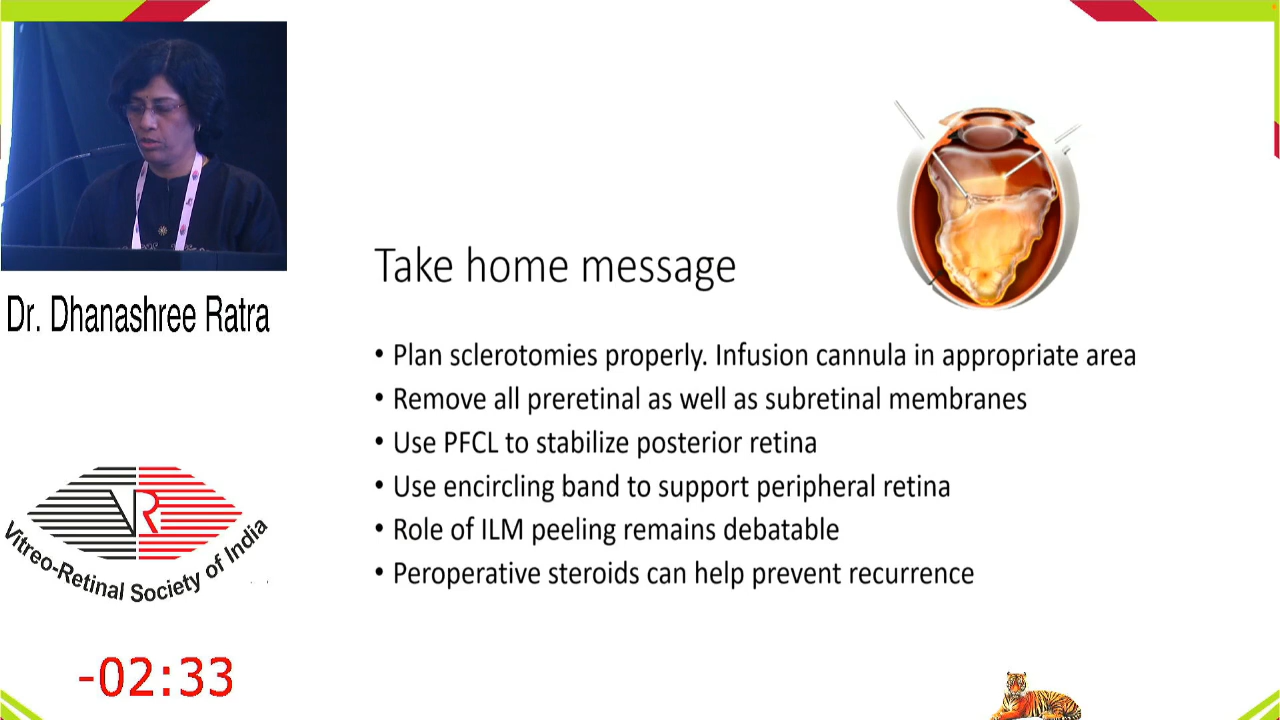 Dr. Dhanashree Ratra
VR
Vitreo-Retinal Society of India
-02:33
Take home message
• Plan sclerotomies properly. Infusion cannula in appropriate area
• Remove all preretinal as well as subretinal membranes
• Use PFCL to stabilize posterior retina
• Use encircling band to support peripheral retina
• Role of ILM peeling remains debatable
• Peroperative steroids can help prevent recurrence